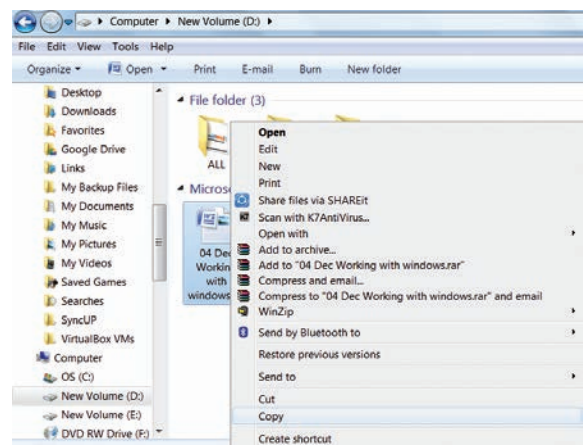 Computer ▸ New Volume (D:) ▸
File Edit View Tools Help
Organize Open Print E-mail Burn New folder
Desktop
Downloads
Favorites
Google Drive
Links
My Backup Files
My Documents
My Music
My Pictures
My Videos
Saved Games
Searches
SyncUP
VirtualBox VMs
Computer
OS (C:)
New Volume (D:)
New Volume (E:)
DVD RW Drive (F:)
File folder (3)
ALL
Microso
04 De
Workin
with
windows
Open
Edit
New
Print
Share files via SHAREit
Scan with K7AntiVirus...
Open with
Add to archive...
Add to "04 Dec Working with windows.rar"
Compress and email...
Compress to "04 Dec Working with windows.rar" and email
WinZip
Send by Bluetooth to
Restore previous versions
Send to
Cut
Copy
Create shortcut